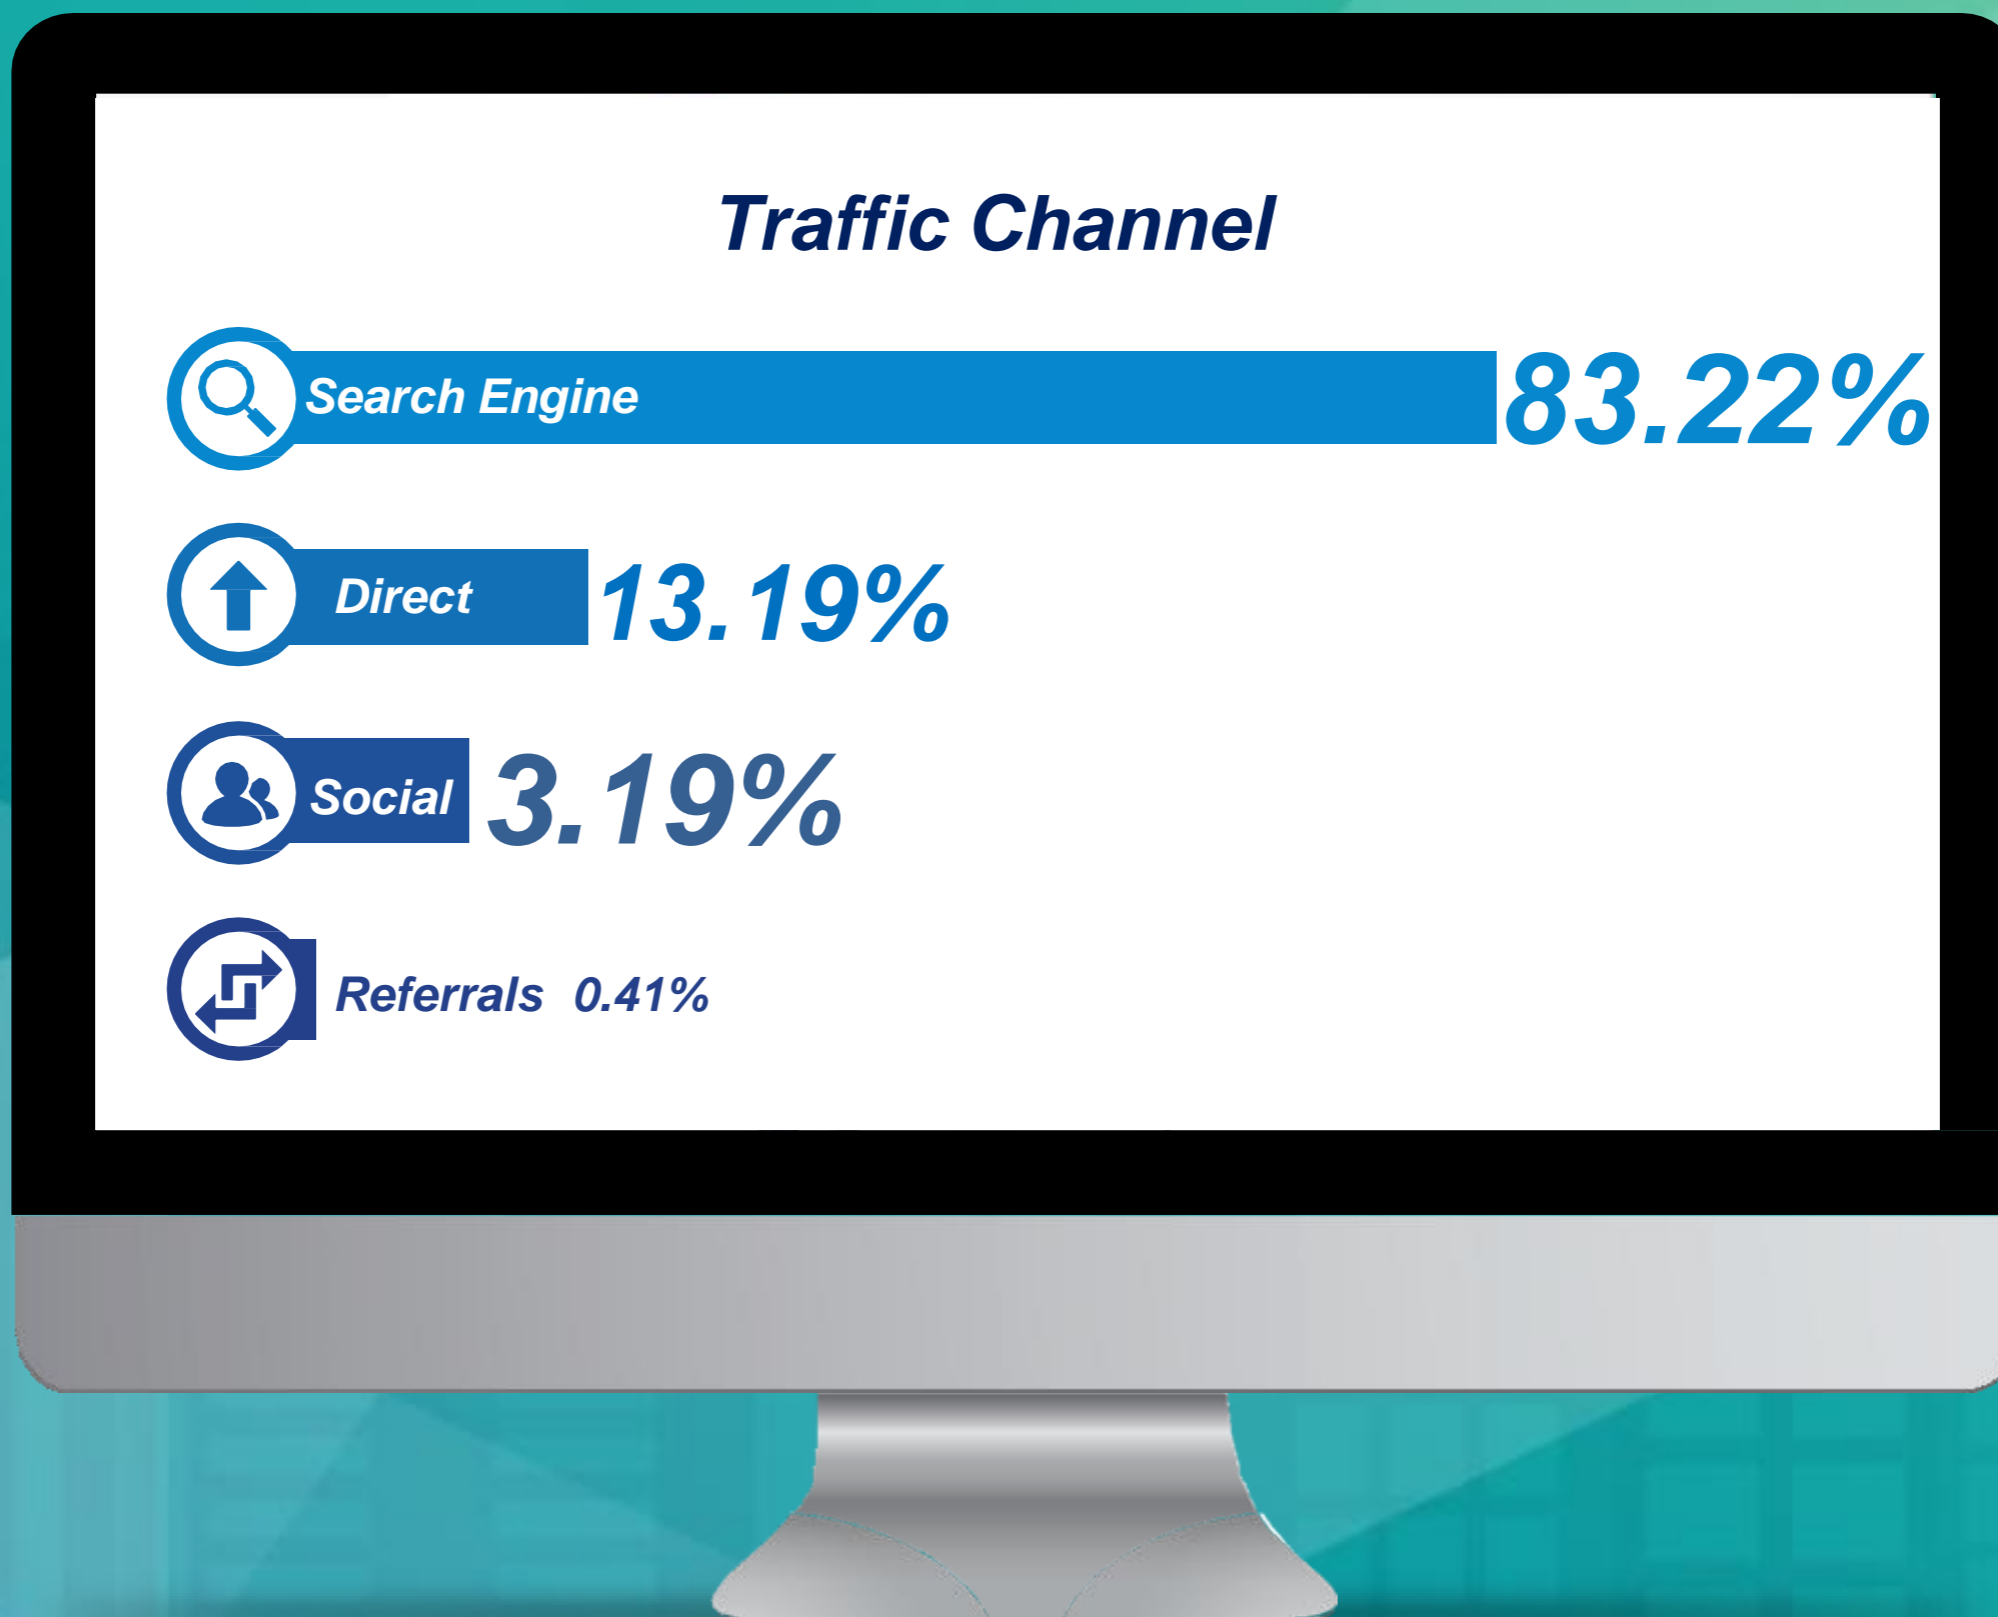 Traffic Channel
Search Engine 83.22%
Direct 13.19%
Social 3.19%
Referrals 0.41%